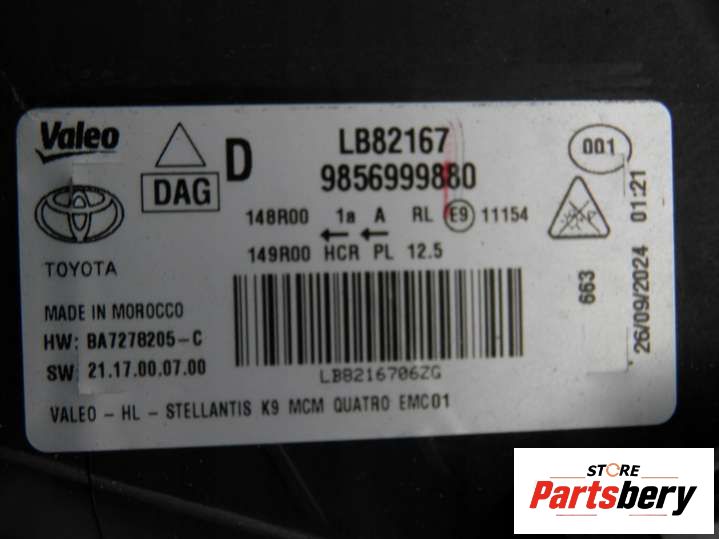 Valeo
DAG
D
LB82167
9856999880
001
148R00 1a A RL E9 11154
149R00 HCR PL 12.5
TOYOTA
MADE IN MOROCCO
HW: BA7278205-C
SW 21.17.00.07.00
LB8216706ZG
663
26/09/2024 01:21
VALEO - HL - STELLANTIS K9 MCM QUATRO EMC01
STORE
Partsbery